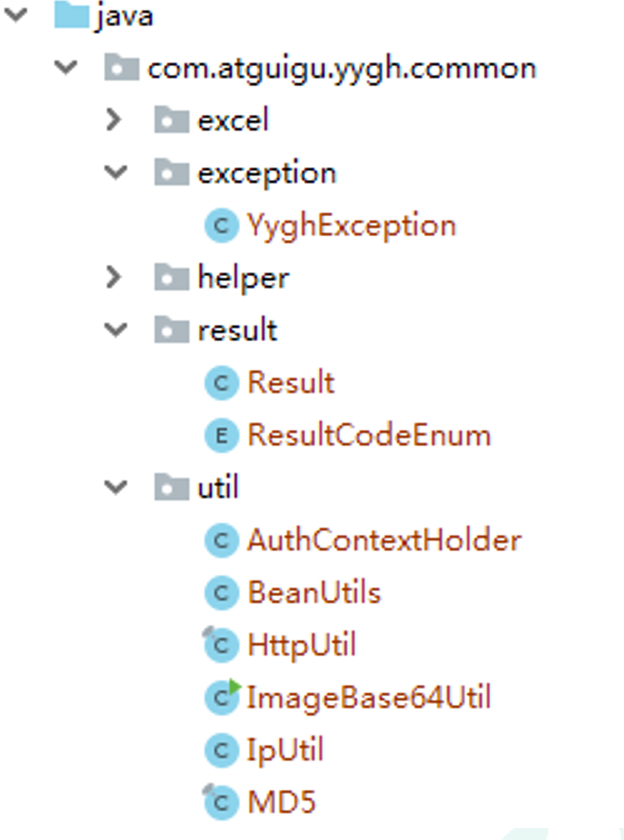 java
com.atguigu.yygh.common
excel
exception
C YyghException
helper
result
C Result
E ResultCodeEnum
util
C AuthContextHolder
C BeanUtils
C HttpUtil
C ImageBase64Util
C IpUtil
C MD5